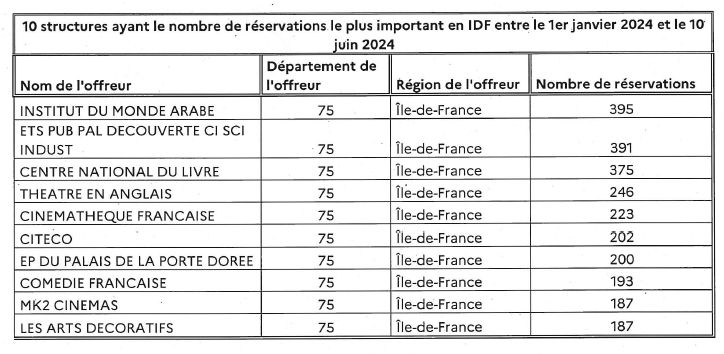 10 structures ayant le nombre de réservations le plus important en IDF entre le 1er janvier 2024 et le 10
juin 2024
Nom de l'offreur Département de l'offreur Région de l'offreur Nombre de réservations
INSTITUT DU MONDE ARABE 75 Île-de-France 395
ETS PUB PAL DECOUVERTE CI SCI
INDUST 75 Île-de-France 391
CENTRE NATIONAL DU LIVRE 75 Île-de-France 375
THEATRE EN ANGLAIS 75 Île-de-France 246
CINEMATHEQUE FRANCAISE 75 Île-de-France 223
CITECO 75 Île-de-France 202
EP DU PALAIS DE LA PORTE DOREE 75 Île-de-France 200
COMEDIE FRANCAISE 75 Île-de-France 193
MK2 CINEMAS 75 Île-de-France 187
LES ARTS DECORATIFS 75 Île-de-France 187